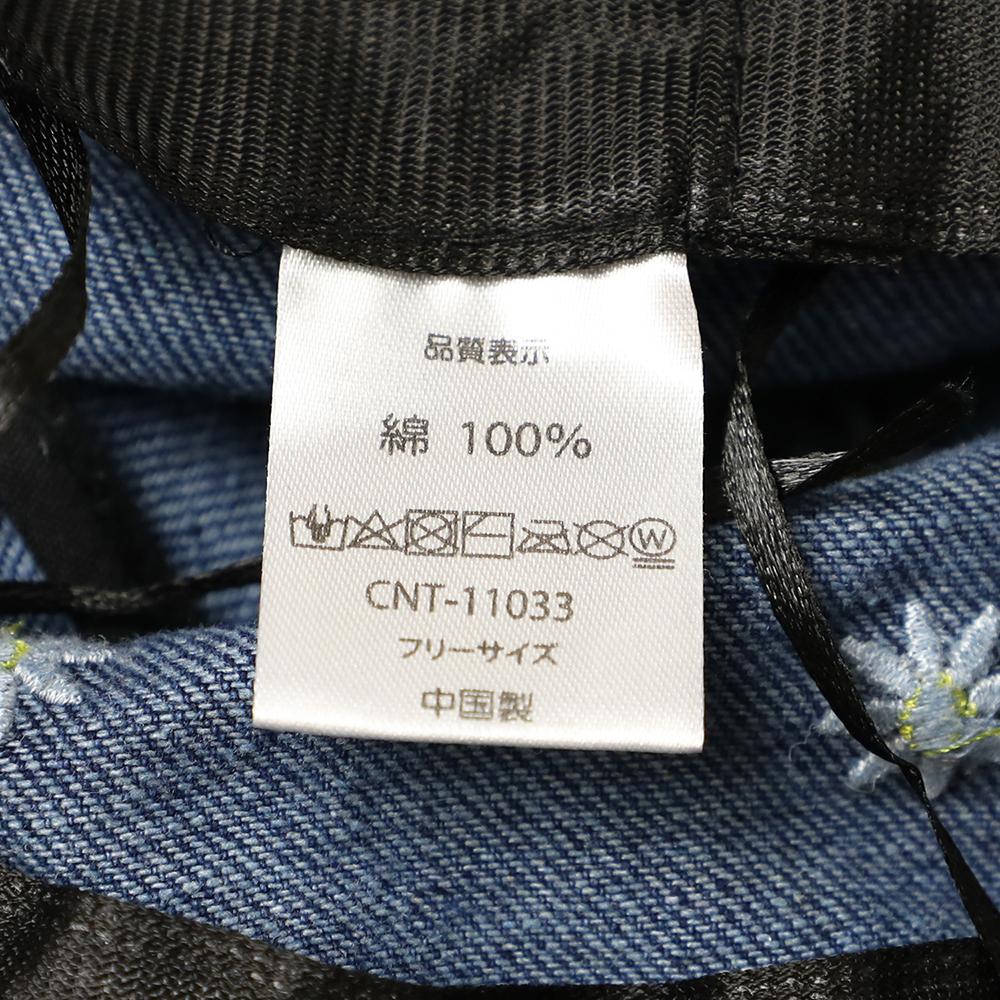 品質表示
綿 100%
W
CNT-11033
フリーサイズ
中国製